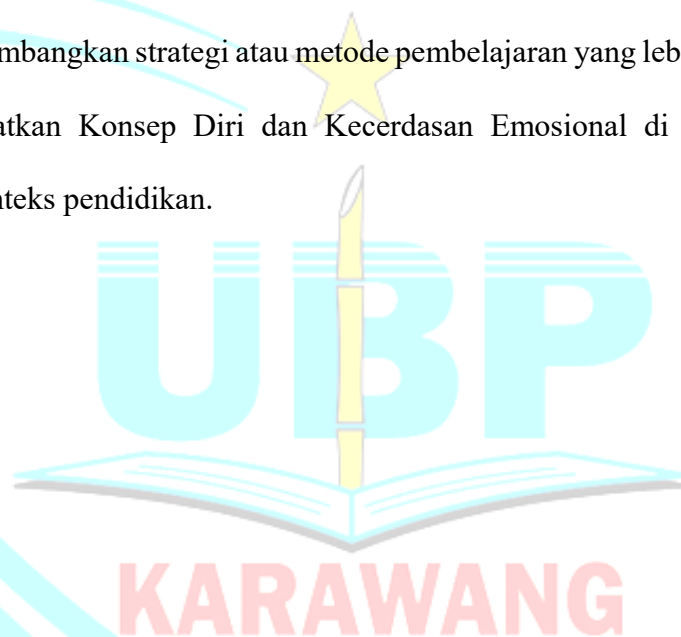 mbangkan strategi atau metode pembelajaran yang leb
atkan Konsep Diri dan Kecerdasan Emosional di
nteks pendidikan.
UBP
KARAWANG